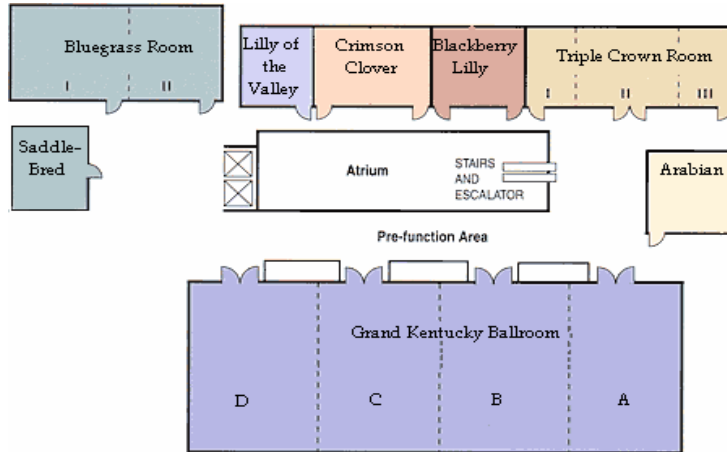 Bluegrass Room
I II
Lilly of
the
Valley
Crimson
Clover
Blackberry
Lilly
Triple Crown Room
I II III
Saddle-
Bred
Atrium
STAIRS
AND
ESCALATOR
Arabian
Pre-function Area
Grand Kentucky Ballroom
D C B A